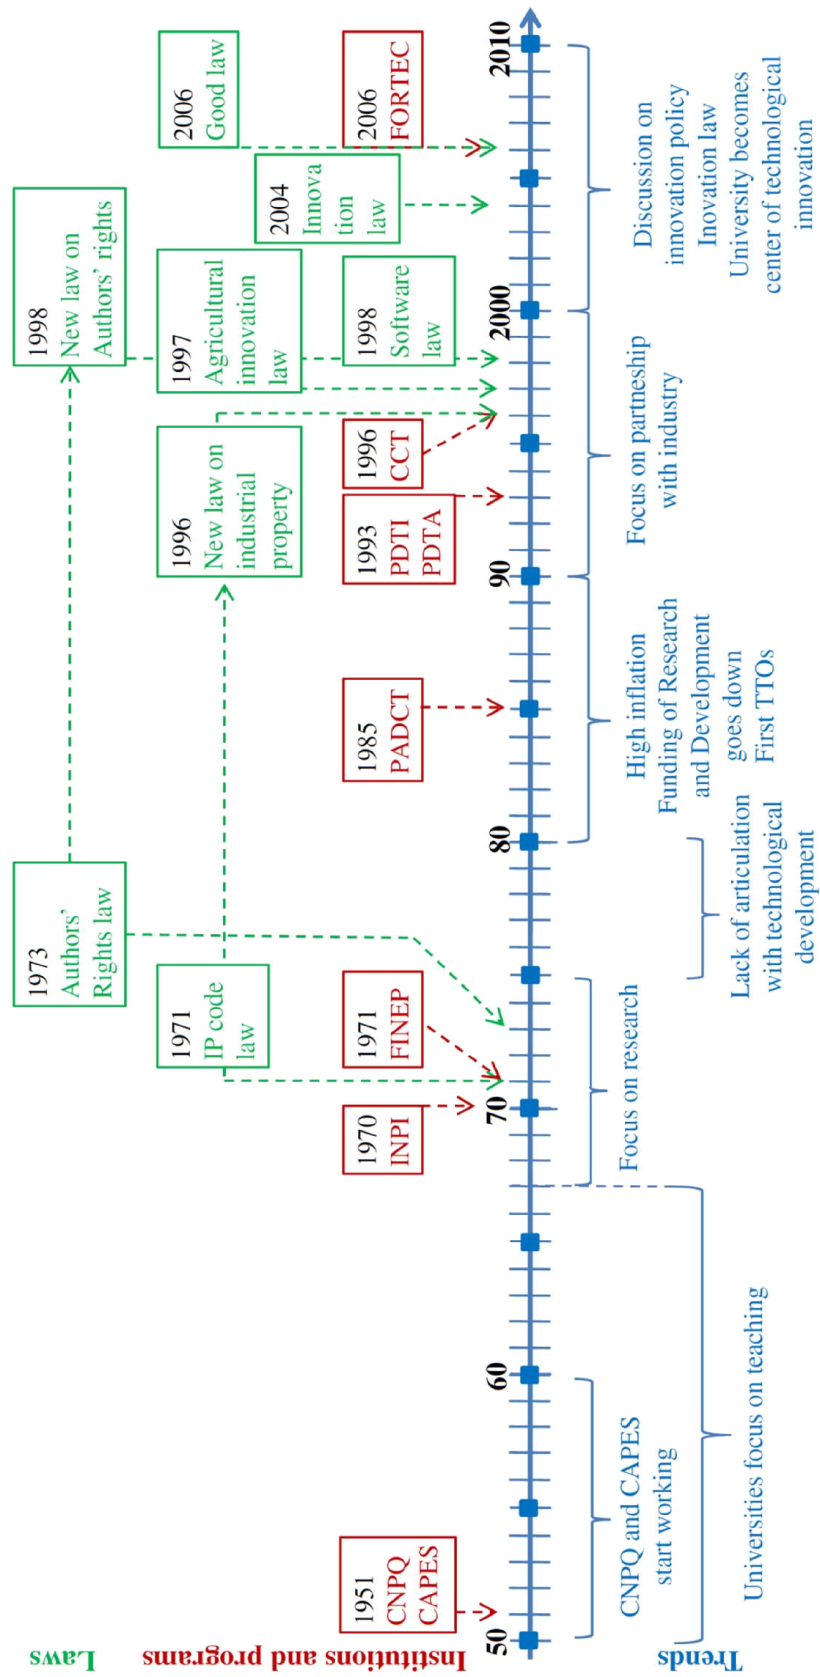 Laws
1973
Authors'
Rights law
1998
New law on
Authors' rights
1971
IP code
law
1996
New law on
industrial
property
1997
Agricultural
innovation
law
2006
Good law
2004
Innova
tion
law
1998
Software
law
Institutions and programs
1951
CNPQ
CAPES
1970
INPI
1971
FINEP
1985
PADCT
1993
PDTI
PDTA
1996
CCT
2006
FORTEC
50
60
70
80
90
2000
2010
Trends
CNPQ and CAPES
start working
Universities focus on teaching
Focus on research
Lack of articulation
with technological
development
High inflation
Funding of Research
and Development
goes down
First TTOs
Focus on partneship
with industry
Discussion on
innovation policy
Inovation law
University becomes
center of technological
innovation